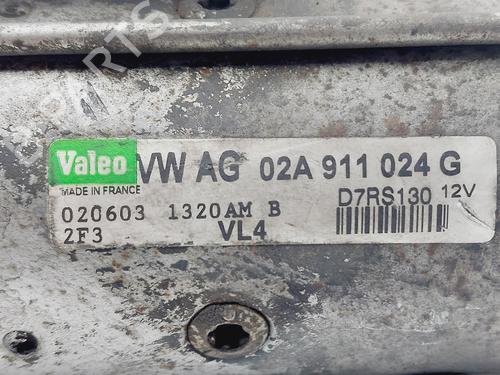 Valeo VW AG 02A 911 024 G
MADE IN FRANCE D7RS130 12V
020603 1320AM B
2F3 VL4